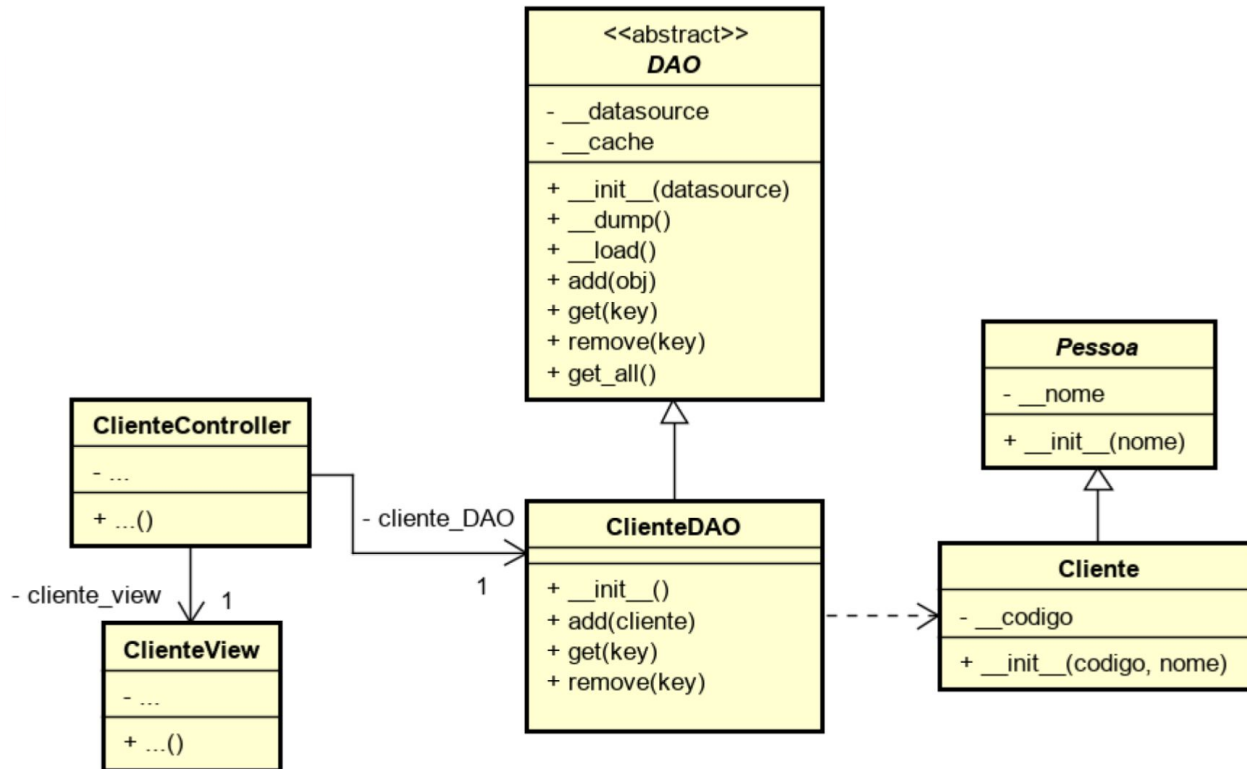 <<abstract>>
DAO
- __datasource
- __cache
+ __init__(datasource)
+ __dump()
+ __load()
+ add(obj)
+ get(key)
+ remove(key)
+ get_all()
Pessoa
- __nome
+ __init__(nome)
ClienteController
- ...
+ ...()
- cliente_DAO
1
- cliente_view
1
ClienteView
- ...
+ ...()
ClienteDAO
+ __init__()
+ add(cliente)
+ get(key)
+ remove(key)
Cliente
- __codigo
+ __init__(codigo, nome)